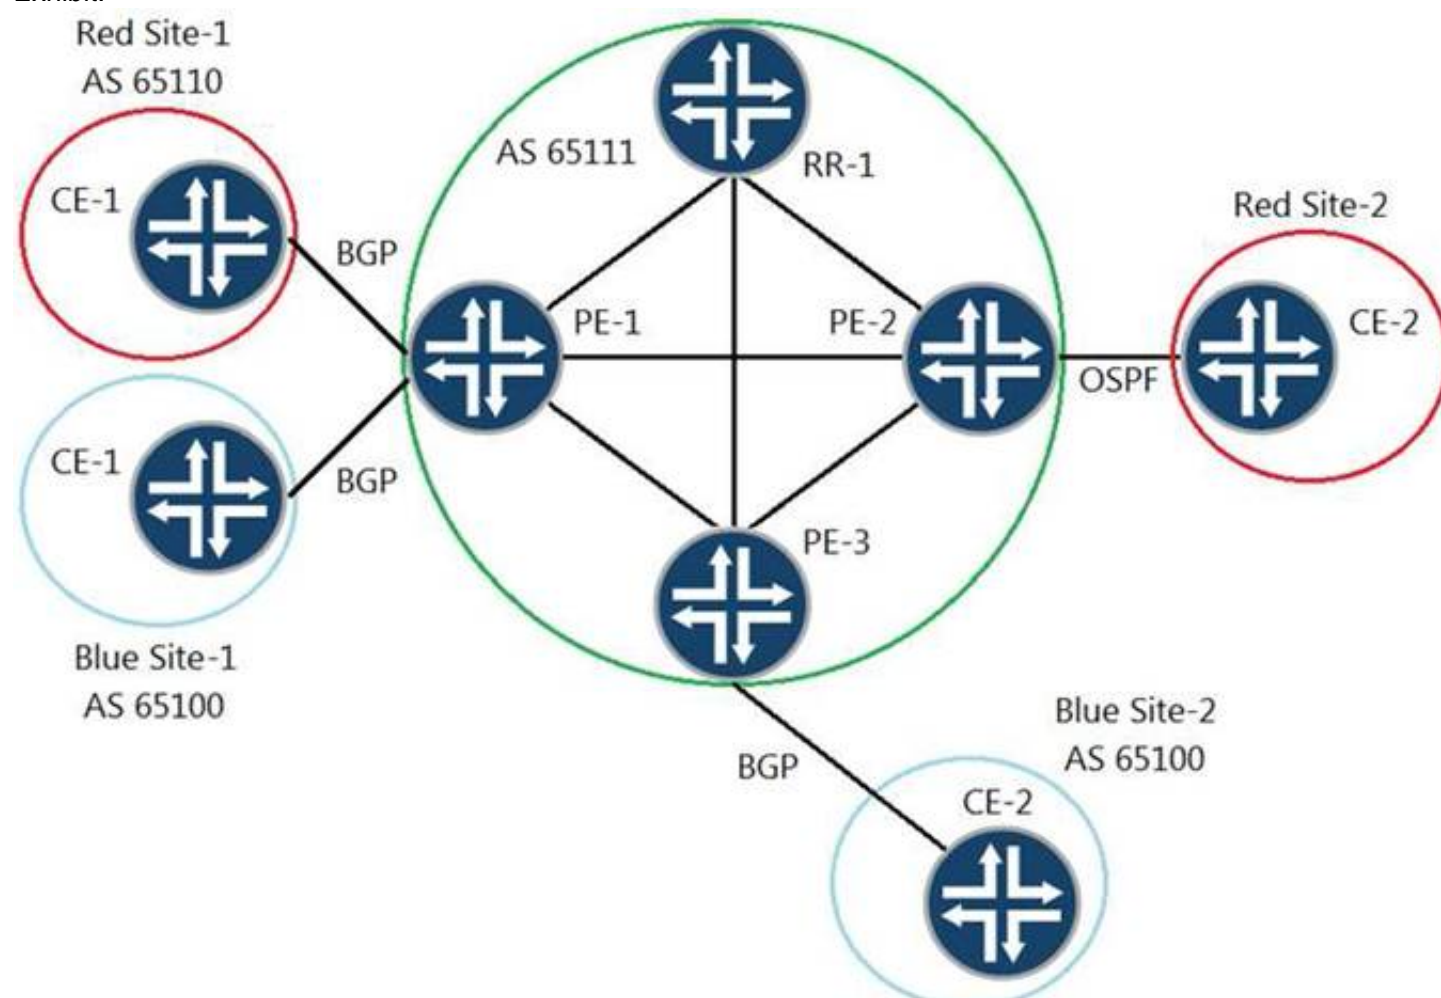 Exhibit:
Red Site-1
AS 65110
CE-1
BGP
AS 65111
RR-1
PE-1
PE-2
Red Site-2
CE-2
OSPF
CE-1
BGP
PE-3
Blue Site-1
AS 65100
BGP
Blue Site-2
AS 65100
CE-2